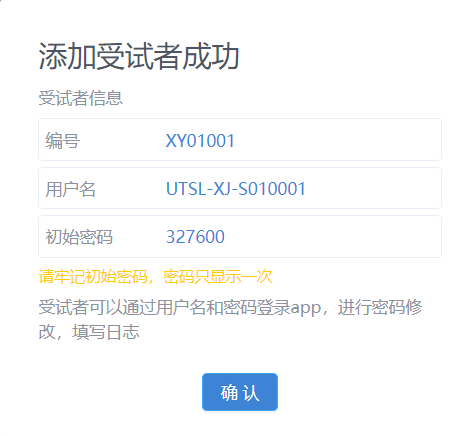 添加受试者成功
受试者信息
编号 XY01001
用户名 UTSL-XJ-S010001
初始密码 327600
请牢记初始密码，密码只显示一次
受试者可以通过用户名和密码登录app，进行密码修
改，填写日志
确 认